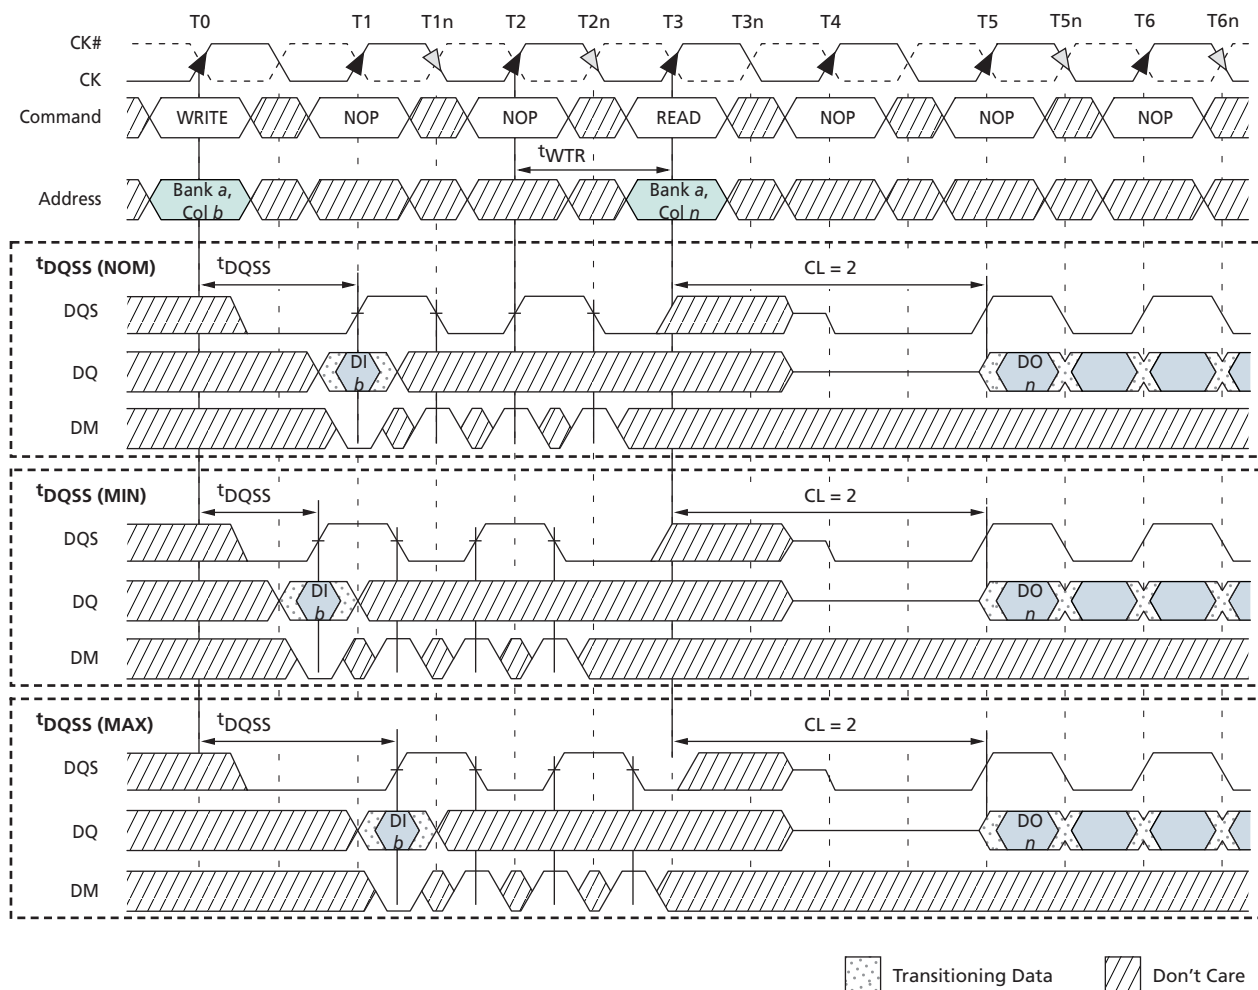 T0 T1 T1n T2 T2n T3 T3n T4 T5 T5n T6 T6n
CK#
CK
Command WRITE NOP NOP READ NOP NOP NOP
tWTR
Address Bank a, Col b Bank a, Col n
tDQSS (NOM) tDQSS CL = 2
DQS
DQ DI b DO n
DM
tDQSS (MIN) tDQSS CL = 2
DQS
DQ DI b DO n
DM
tDQSS (MAX) tDQSS CL = 2
DQS
DQ DI b DO n
DM
Transitioning Data Don't Care